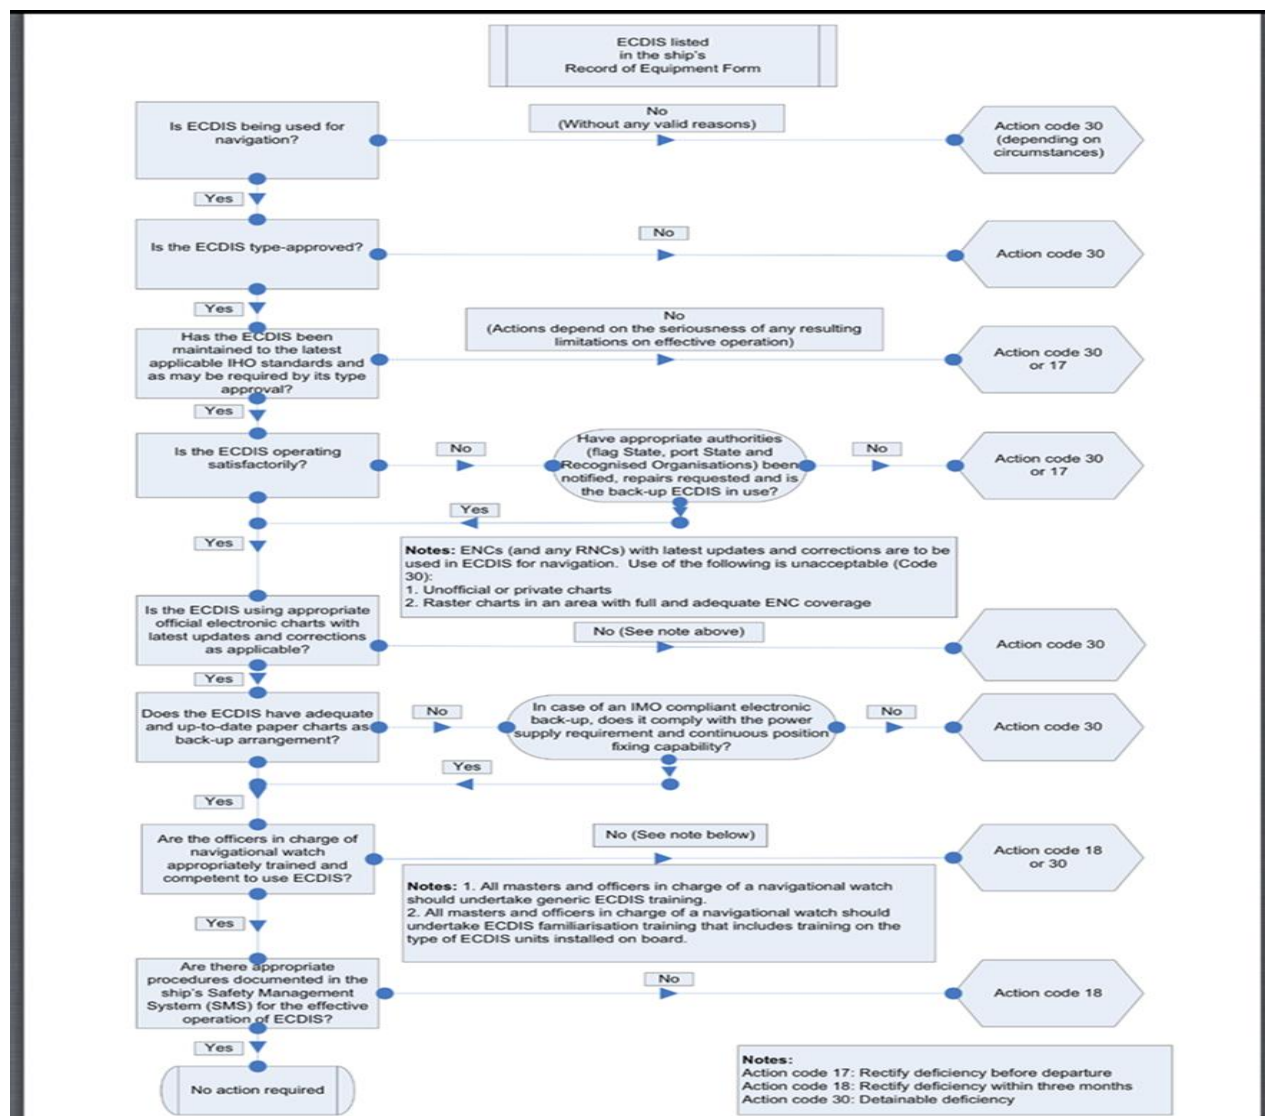 ECDIS listed
in the ship's
Record of Equipment Form
Is ECDIS being used for
navigation?
No
(Without any valid reasons)
Action code 30
(depending on
circumstances)
Yes
Is the ECDIS type-approved?
No
Action code 30
Yes
Has the ECDIS been
maintained to the latest
applicable IHO standards and
as may be required by its type
approval?
No
(Actions depend on the seriousness of any resulting
limitations on effective operation)
Action code 30
or 17
Yes
Is the ECDIS operating
satisfactorily?
No
Have appropriate authorities
(flag State, port State and
Recognised Organisations) been
notified, repairs requested and is
the back-up ECDIS in use?
No
Action code 30
or 17
Yes
Yes
Notes: ENCs (and any RNCs) with latest updates and corrections are to be
used in ECDIS for navigation. Use of the following is unacceptable (Code
30):
1. Unofficial or private charts
2. Raster charts in an area with full and adequate ENC coverage
Is the ECDIS using appropriate
official electronic charts with
latest updates and corrections
as applicable?
No (See note above)
Action code 30
Yes
Does the ECDIS have adequate
and up-to-date paper charts as
back-up arrangement?
No
In case of an IMO compliant electronic
back-up, does it comply with the power
supply requirement and continuous position
fixing capability?
No
Action code 30
Yes
Yes
Are the officers in charge of
navigational watch
appropriately trained and
competent to use ECDIS?
No (See note below)
Action code 18
or 30
Notes: 1. All masters and officers in charge of a navigational watch
should undertake generic ECDIS training.
2. All masters and officers in charge of a navigational watch should
undertake ECDIS familiarisation training that includes training on the
type of ECDIS units installed on board.
Yes
Are there appropriate
procedures documented in the
ship's Safety Management
System (SMS) for the effective
operation of ECDIS?
No
Action code 18
Yes
No action required
Notes:
Action code 17: Rectify deficiency before departure
Action code 18: Rectify deficiency within three months
Action code 30: Detainable deficiency